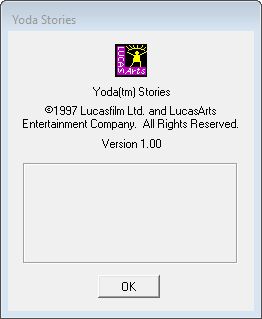 Yoda Stories
LUCAS
Arts
Yoda(tm) Stories
©1997 Lucasfilm Ltd. and LucasArts
Entertainment Company.  All Rights Reserved.
Version 1.00
OK